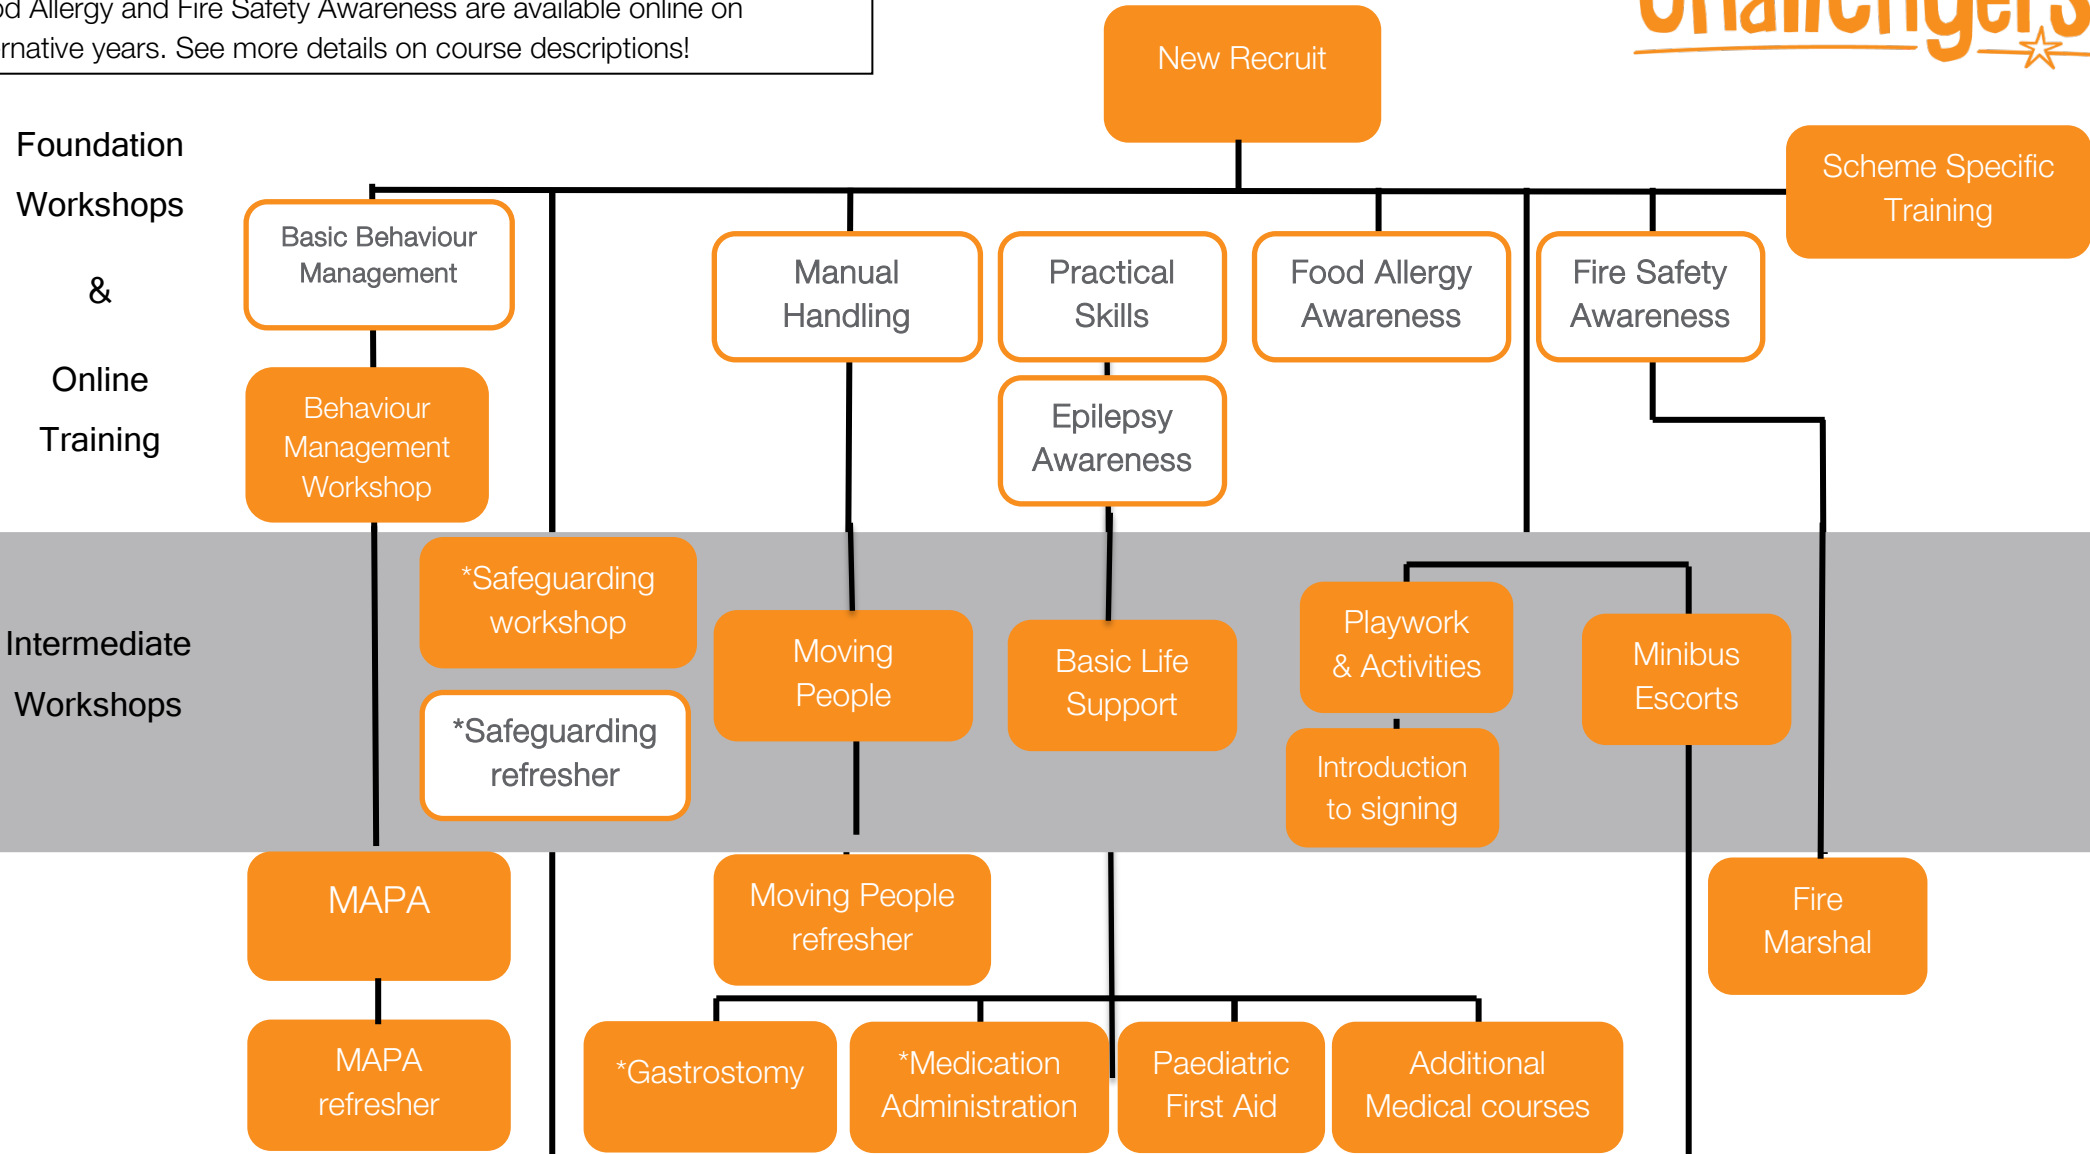 od Allergy and Fire Safety Awareness are available online on
ernative years. See more details on course descriptions!
Challengers
New Recruit
Foundation
Workshops
&
Online
Training
Scheme Specific
Training
Basic Behaviour
Management
Manual
Handling
Practical
Skills
Food Allergy
Awareness
Fire Safety
Awareness
Behaviour
Management
Workshop
Epilepsy
Awareness
Intermediate
Workshops
*Safeguarding
workshop
*Safeguarding
refresher
Moving
People
Basic Life
Support
Playwork
& Activities
Introduction
to signing
Minibus
Escorts
MAPA
Moving People
refresher
Fire
Marshal
MAPA
refresher
*Gastrostomy
*Medication
Administration
Paediatric
First Aid
Additional
Medical courses